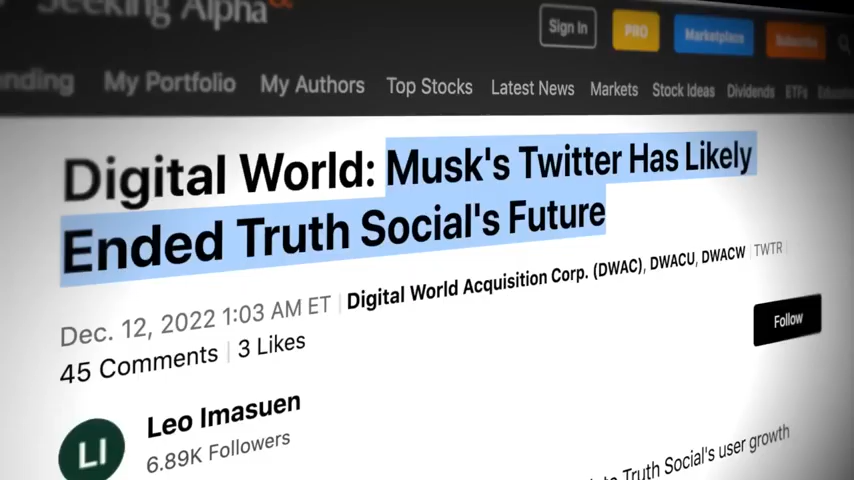 Seeking Alpha
Sign In PRO Marketplace Subscribe
My Portfolio My Authors Top Stocks Latest News Markets Stock Ideas Dividends ETFs
Digital World: Musk's Twitter Has Likely
Ended Truth Social's Future
Dec. 12, 2022 1:03 AM ET | Digital World Acquisition Corp. (DWAC), DWACU, DWACW | TWTR
45 Comments | 3 Likes
Follow
LI
Leo Imasuen
6.89K Followers
Truth Social's user growth